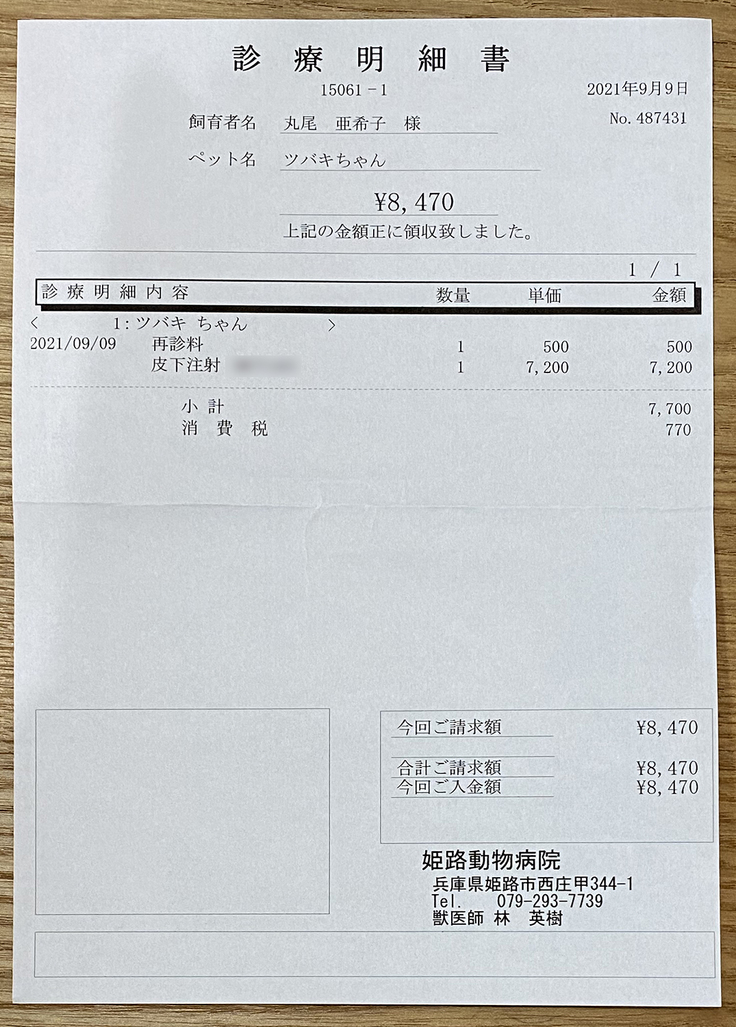 診療明細書
15061-1
2021年9月9日
No. 487431
飼育者名 丸尾 亜希子 様
ペット名 ツバキちゃん
¥8,470
上記の金額正に領収致しました。
1 / 1
診療明細内容 数量 単価 金額
< 1:ツバキ ちゃん >
2021/09/09 再診料 1 500 500
皮下注射 1 7,200 7,200
小計 7,700
消費税 770
今回ご請求額 ¥8,470
合計ご請求額 ¥8,470
今回ご入金額 ¥8,470
姫路動物病院
兵庫県姫路市西庄甲344-1
Tel. 079-293-7739
獣医師 林 英樹